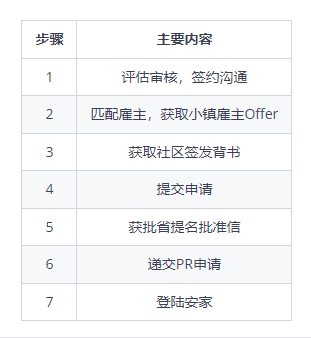 步骤 主要内容
1 评估审核，签约沟通
2 匹配雇主，获取小镇雇主Offer
3 获取社区签发背书
4 提交申请
5 获批省提名批准信
6 递交PR申请
7 登陆安家